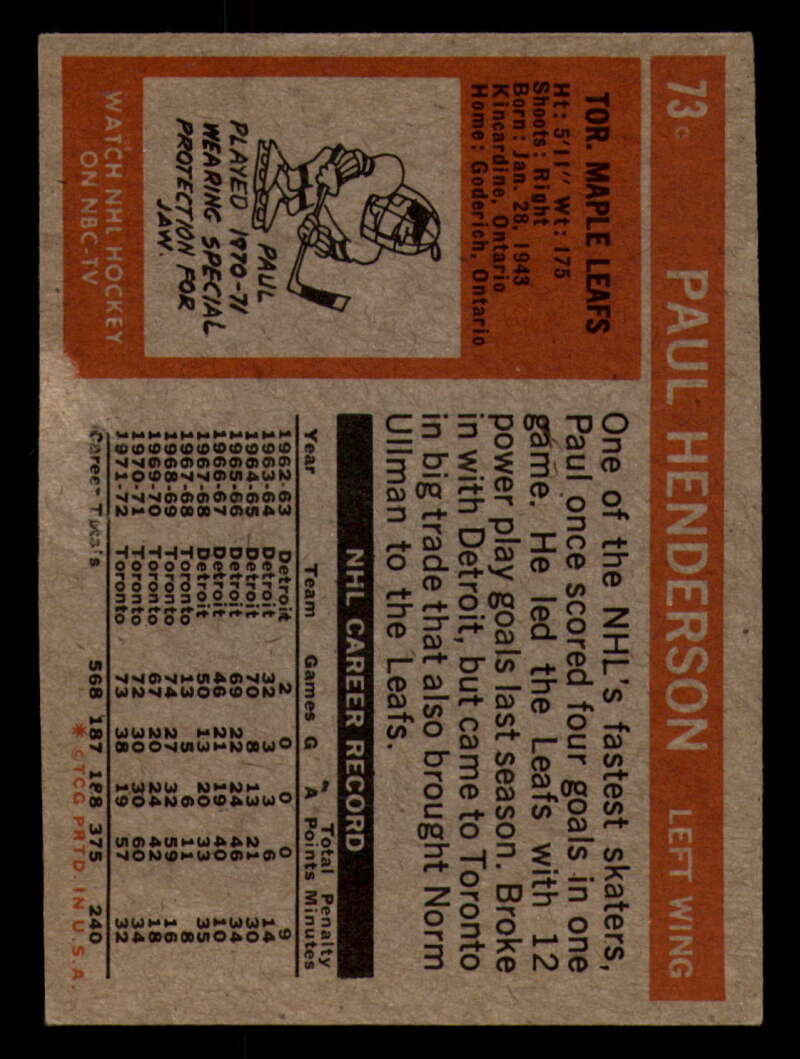 73 C PAUL HENDERSON LEFT WING
TOR. MAPLE LEAFS
Ht: 5'11" Wt: 175
Shoots: Right
Born: Jan. 28, 1943
Kincardine, Ontario
Home: Goderich, Ontario
PAUL
PLAYED 1970-71
WEARING SPECIAL
PROTECTION FOR
JAW.
WATCH NHL HOCKEY
ON NBC-TV
One of the NHL's fastest skaters,
Paul once scored four goals in one
game. He led the Leafs with 12
power play goals last season. Broke
in with Detroit, but came to Toronto
in big trade that also brought Norm
Ullman to the Leafs.
NHL CAREER RECORD
Total Penalty
Year Team Games G A Points Minutes
1962-63 Detroit 2 0 0 0 9
1963-64 Detroit 32 3 3 6 14
1964-65 Detroit 70 8 13 21 30
1965-66 Detroit 69 22 24 46 34
1966-67 Detroit 46 21 19 40 10
1967-68 Detroit 50 13 20 33 35
1967-68 Toronto 13 5 6 11 8
1968-69 Toronto 74 27 32 59 16
1969-70 Toronto 67 20 24 42 18
1970-71 Toronto 72 30 30 60 34
1971-72 Toronto 73 38 19 57 32
Career Totals 568 187 188 375 240
* ©TCG PRTD. IN U.S.A.